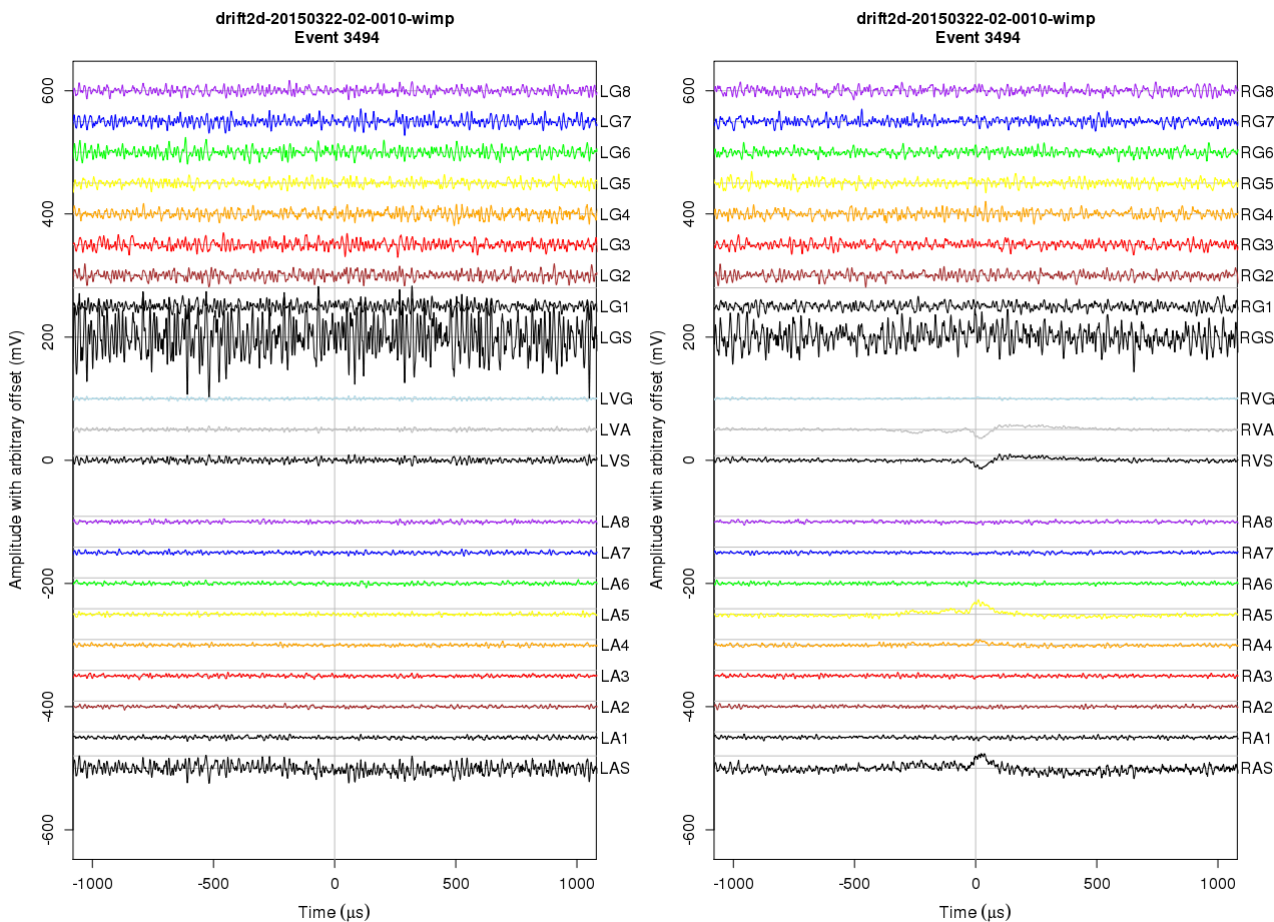 drift2d-20150322-02-0010-wimp
Event 3494
Amplitude with arbitrary offset (mV)
600
400
200
0
-200
-400
-600
LG8
LG7
LG6
LG5
LG4
LG3
LG2
LG1
LGS
LVG
LVA
LVS
LA8
LA7
LA6
LA5
LA4
LA3
LA2
LA1
LAS
-1000 -500 0 500 1000
Time (μs)
drift2d-20150322-02-0010-wimp
Event 3494
Amplitude with arbitrary offset (mV)
600
400
200
0
-200
-400
-600
RG8
RG7
RG6
RG5
RG4
RG3
RG2
RG1
RGS
RVG
RVA
RVS
RA8
RA7
RA6
RA5
RA4
RA3
RA2
RA1
RAS
-1000 -500 0 500 1000
Time (μs)